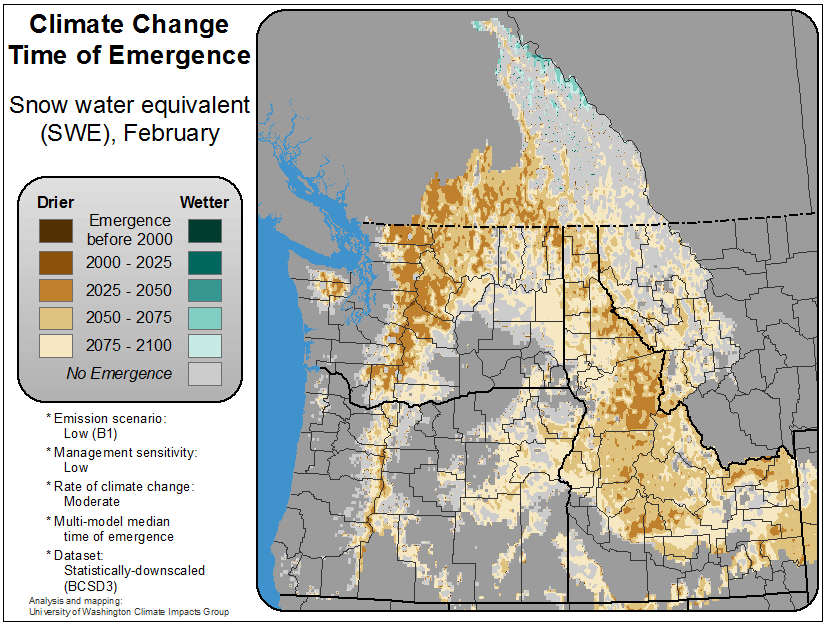 Climate Change
Time of Emergence
Snow water equivalent
(SWE), February
Drier Wetter
Emergence
before 2000
2000 - 2025
2025 - 2050
2050 - 2075
2075 - 2100
No Emergence
* Emission scenario:
Low (B1)
* Management sensitivity:
Low
* Rate of climate change:
Moderate
* Multi-model median
time of emergence
* Dataset:
Statistically-downscaled
(BCSD3)
Analysis and mapping:
University of Washington Climate Impacts Group